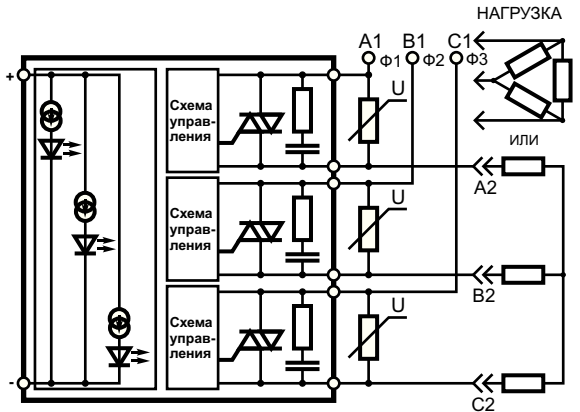 НАГРУЗКА
A1 B1 C1
Ф1 Ф2 Ф3
+
U
Схема
управ-
ления
ИЛИ
A2
U
Схема
управ-
ления
B2
U
Схема
управ-
ления
-
C2